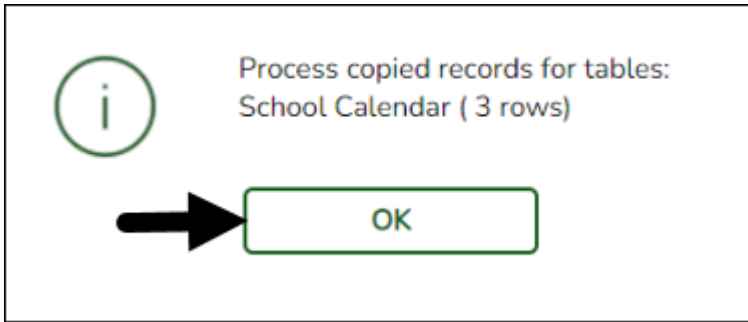 i
Process copied records for tables:
School Calendar ( 3 rows)
OK